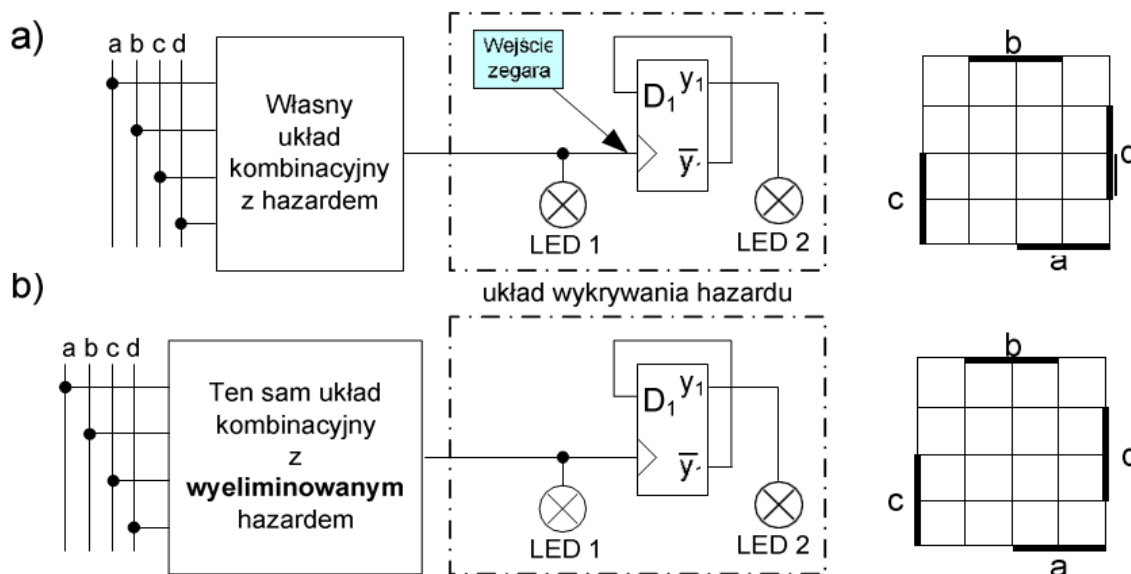 a)
a b c d
Własny
układ
kombinacyjny
z hazardem
Wejście
zegara
D1 y1
y
LED 1
LED 2
b
d
c
a
układ wykrywania hazardu
b)
a b c d
Ten sam układ
kombinacyjny
z
wyeliminowanym
hazardem
D1 y1
y
LED 1
LED 2
b
c
a